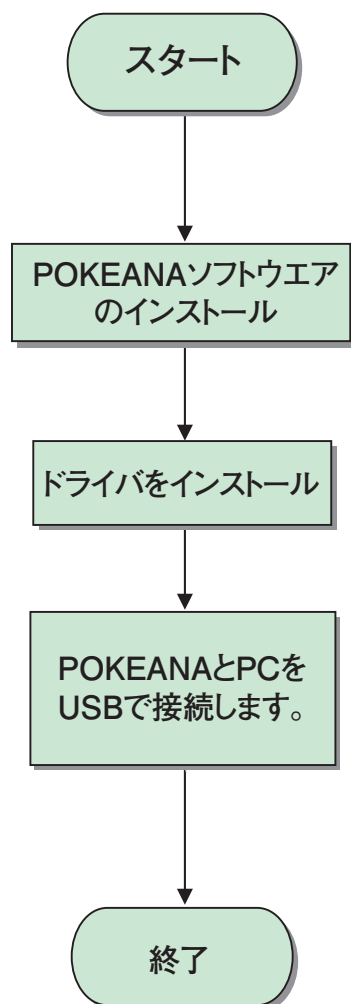 スタート
POKEANAソフトウエア
のインストール
ドライバをインストール
POKEANAとPCを
USBで接続します。
終了